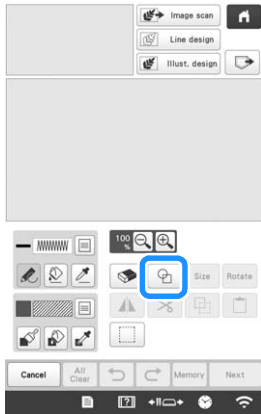 Image scan
Line design
Illust. design
100 %
Size Rotate
Cancel All Clear Memory Next